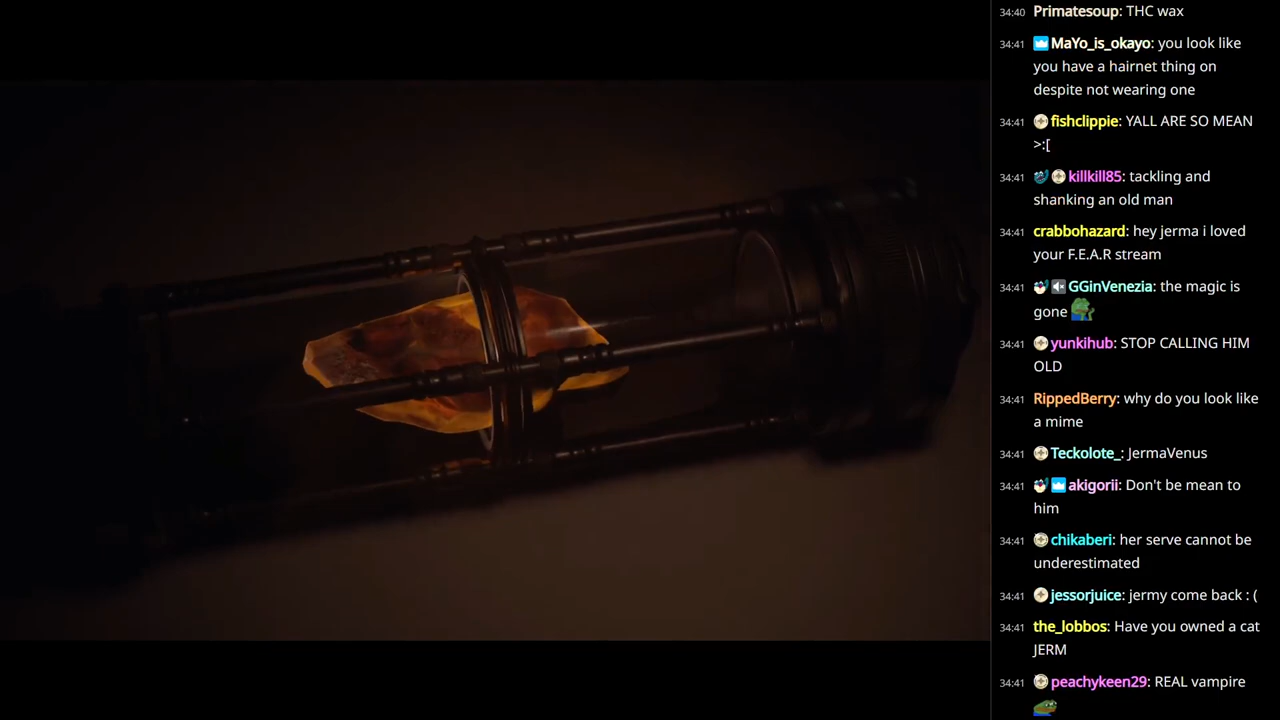 34:40 Primatesoup: THC wax
34:41 MaYo_is_okayo: you look like
you have a hairnet thing on
despite not wearing one
34:41 fishclippie: YALL ARE SO MEAN
>:[
34:41 killkill85: tackling and
shanking an old man
34:41 crabbohazard: hey jerma i loved
your F.E.A.R stream
34:41 GGinVenezia: the magic is
gone
34:41 yunkihub: STOP CALLING HIM
OLD
34:41 RippedBerry: why do you look like
a mime
34:41 Teckolote_: JermaVenus
34:41 akigorii: Don't be mean to
him
34:41 chikaberi: her serve cannot be
underestimated
34:41 jessorjuice: jermy come back : (
34:41 the_lobbos: Have you owned a cat
JERM
34:41 peachykeen29: REAL vampire